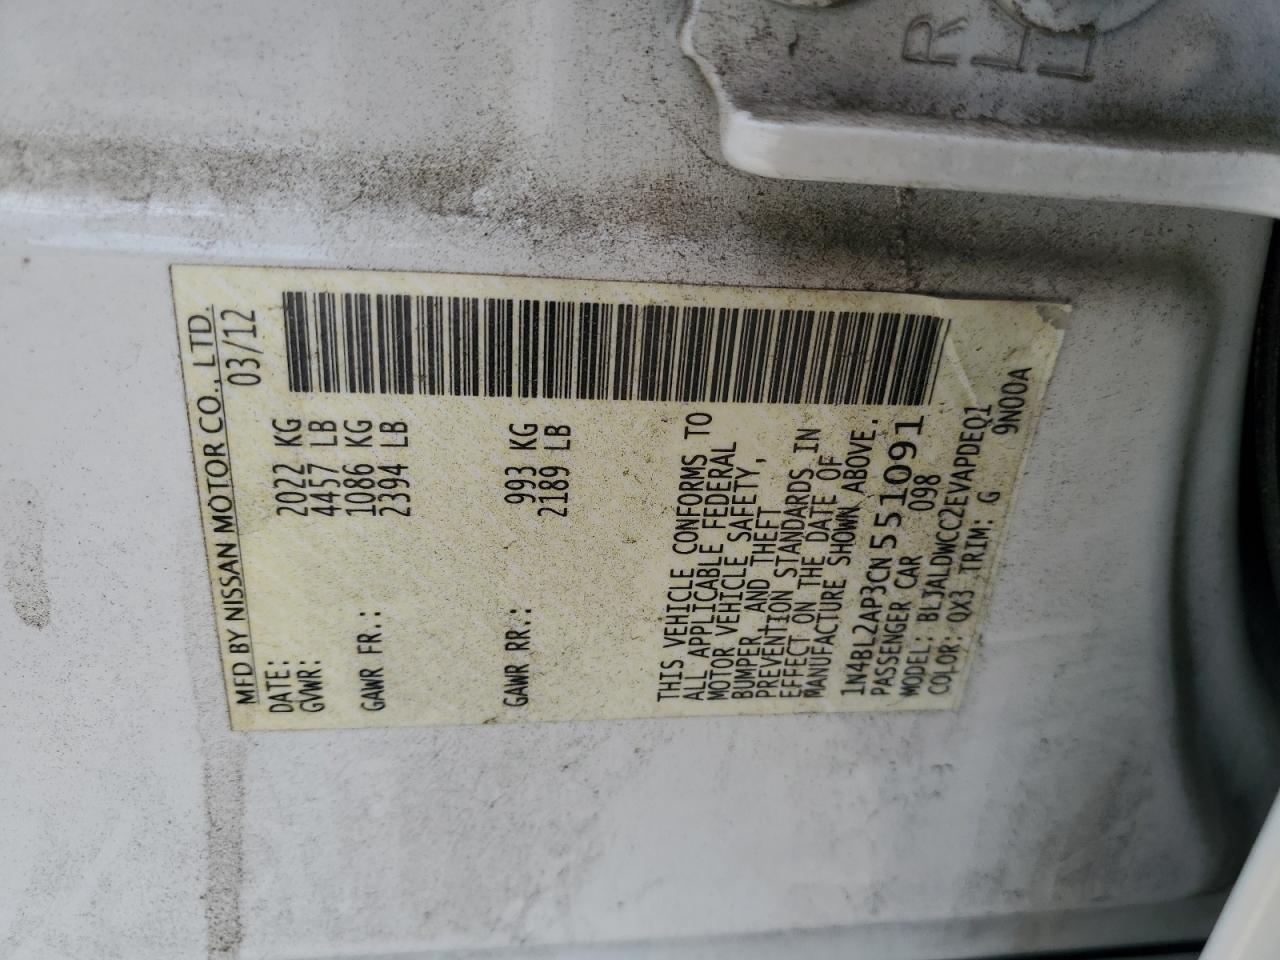 MFD BY NISSAN MOTOR CO., LTD.
DATE: 03/12
GVWR: 2022 KG
4457 LB
GAWR FR.: 1086 KG
2394 LB
GAWR RR.: 993 KG
2189 LB
THIS VEHICLE CONFORMS TO
ALL APPLICABLE FEDERAL
MOTOR VEHICLE SAFETY,
BUMPER, AND THEFT
PREVENTION STANDARDS IN
EFFECT ON THE DATE OF
MANUFACTURE SHOWN ABOVE.
1N4BL2AP3CN551091
PASSENGER CAR 098
MODEL: BLJALDWCC2EVAPDEQ1
COLOR: QX3 TRIM: G 9N00A